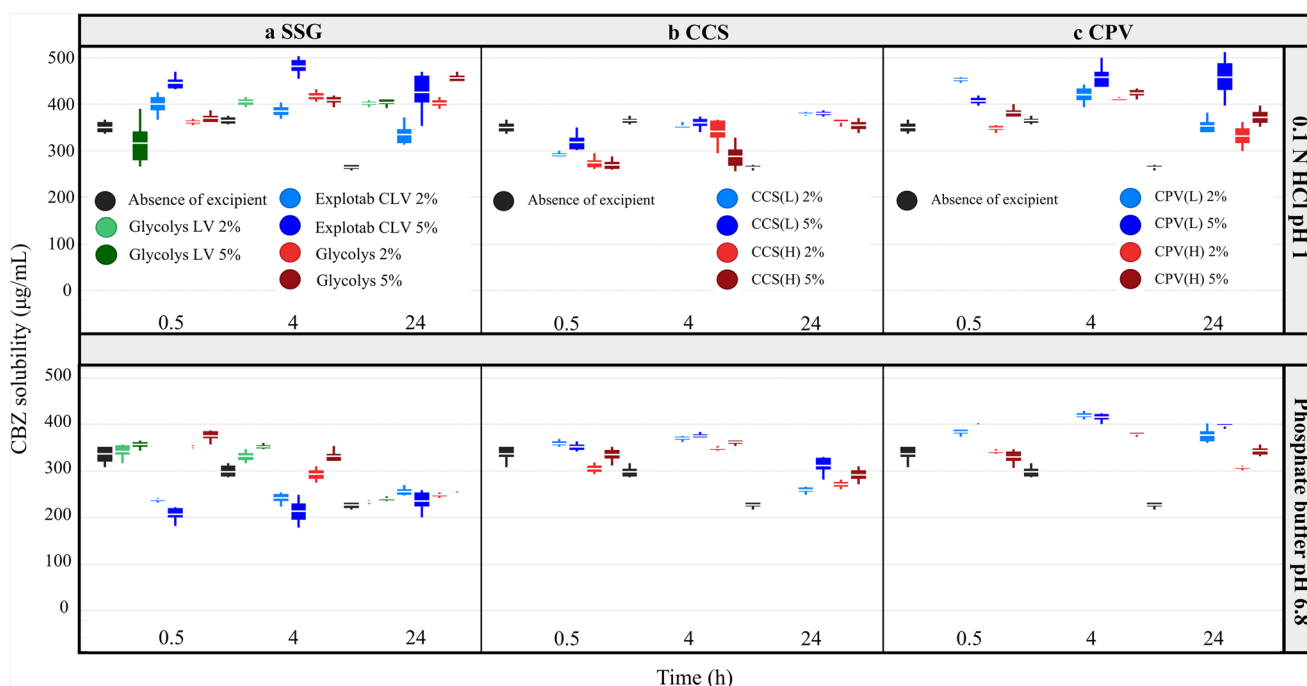 a SSG
b CCS
c CPV
500
400
300
200
100
0
Absence of excipient
Glycolys LV 2%
Glycolys LV 5%
Explotab CLV 2%
Explotab CLV 5%
Glycolys 2%
Glycolys 5%
Absence of excipient
CCS(L) 2%
CCS(L) 5%
CCS(H) 2%
CCS(H) 5%
Absence of excipient
CPV(L) 2%
CPV(L) 5%
CPV(H) 2%
CPV(H) 5%
0.5 4 24
0.5 4 24
0.5 4 24
0.1 N HCl pH 1
CBZ solubility (μg/mL)
500
400
300
200
100
0
0.5 4 24
0.5 4 24
0.5 4 24
Phosphate buffer pH 6.8
Time (h)